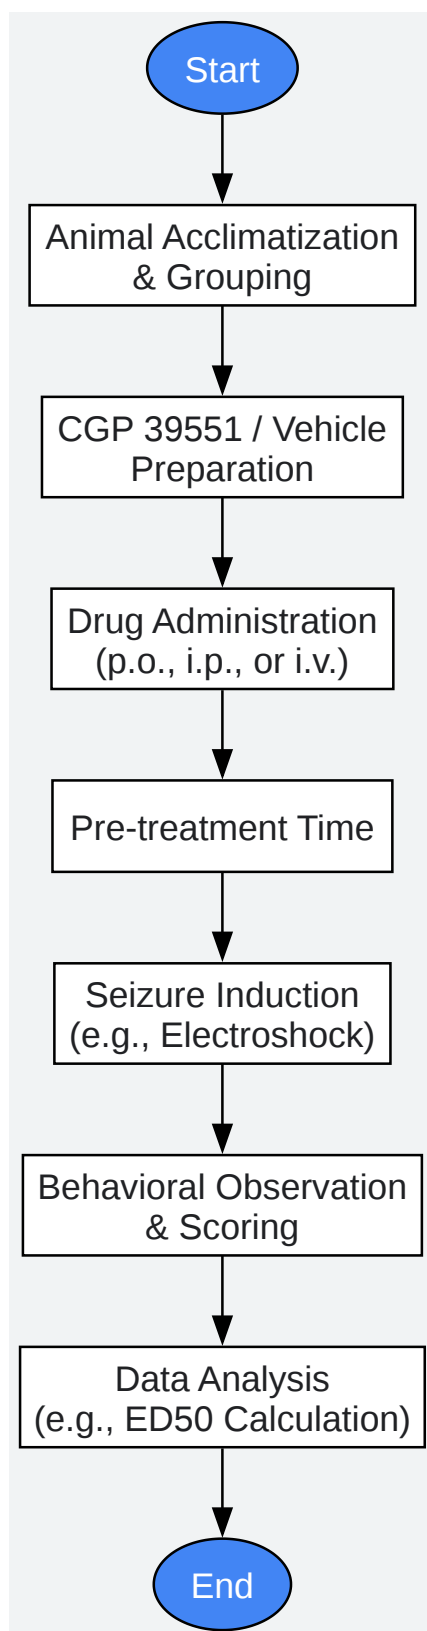 Start
Animal Acclimatization
& Grouping
CGP 39551 / Vehicle
Preparation
Drug Administration
(p.o., i.p., or i.v.)
Pre-treatment Time
Seizure Induction
(e.g., Electroshock)
Behavioral Observation
& Scoring
Data Analysis
(e.g., ED50 Calculation)
End